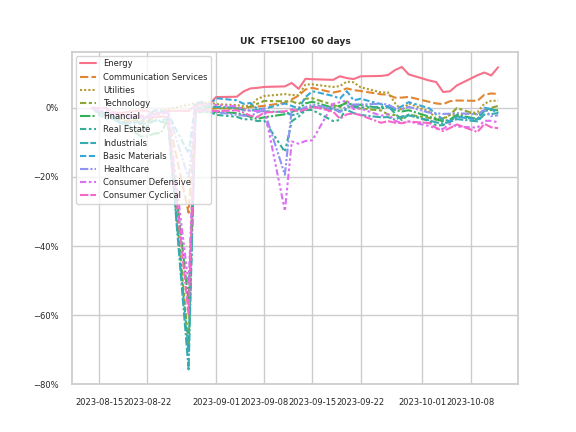 UK FTSE100 60 days
Energy
Communication Services
Utilities
Technology
Financial
Real Estate
Industrials
Basic Materials
Healthcare
Consumer Defensive
Consumer Cyclical
0%
−20%
−40%
−60%
−80%
2023-08-15 2023-08-22 2023-09-01 2023-09-08 2023-09-15 2023-09-22 2023-10-01 2023-10-08